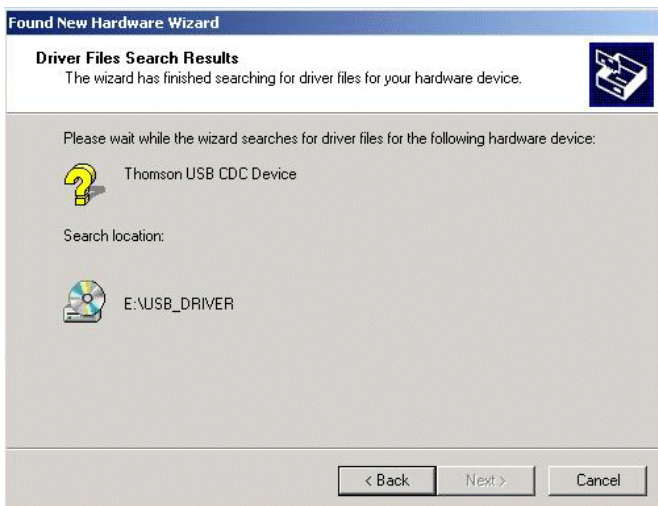 Found New Hardware Wizard
Driver Files Search Results
The wizard has finished searching for driver files for your hardware device.
Please wait while the wizard searches for driver files for the following hardware device:
Thomson USB CDC Device
Search location:
E:\USB_DRIVER
< Back Next > Cancel